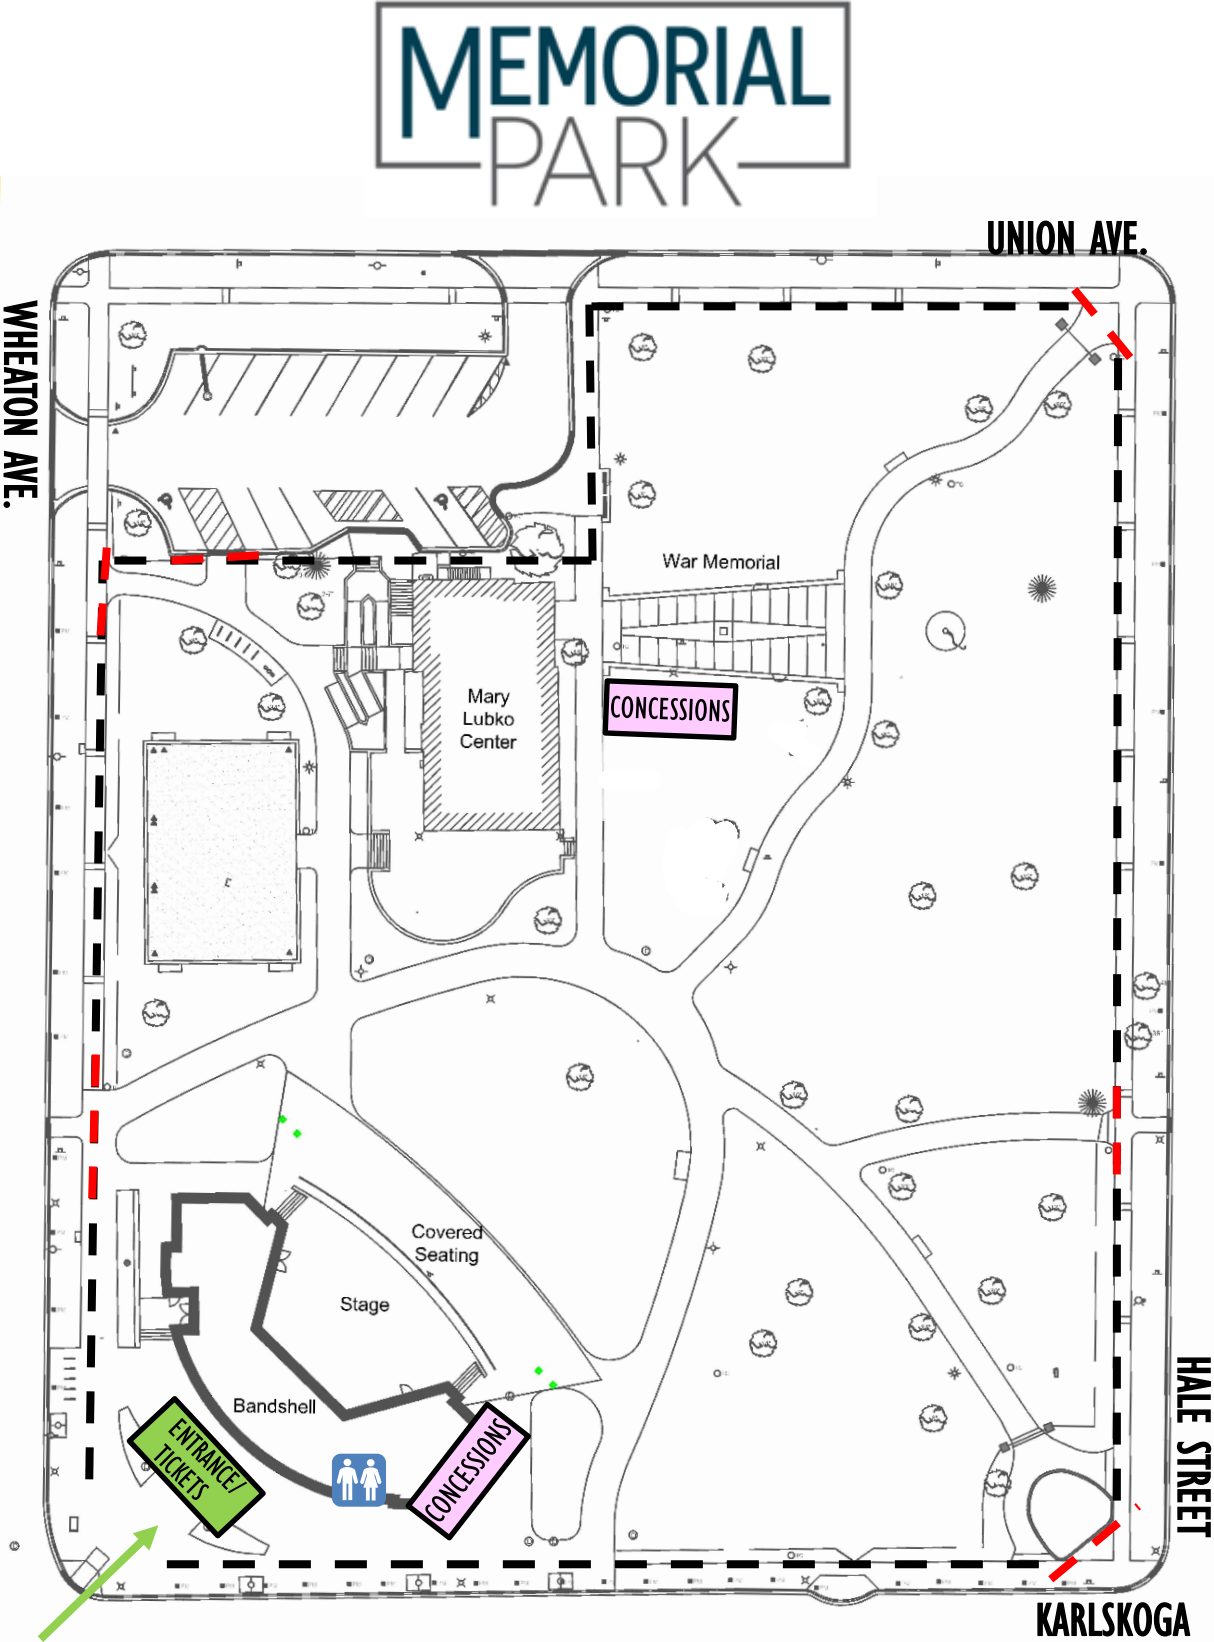 MEMORIAL
PARK
UNION AVE.
WHEATON AVE.
War Memorial
CONCESSIONS
Mary
Lubko
Center
E
Covered
Seating
Stage
Bandshell
ENTRANCE/
TICKETS
CONCESSIONS
HALE STREET
KARLSKOGA